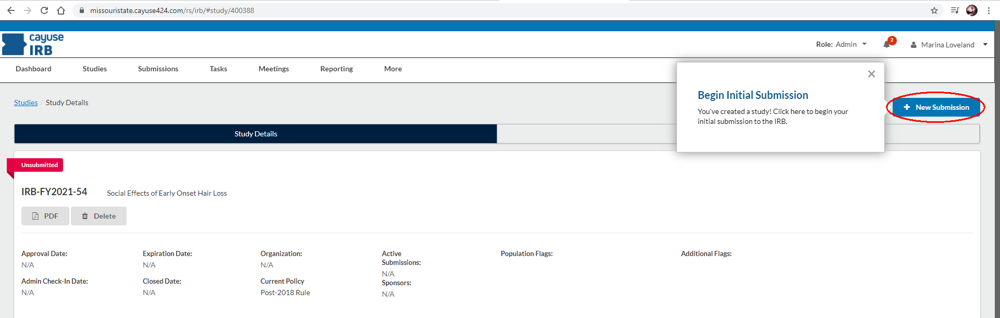 missouristate.cayuse424.com/rs/irb/#study/400388
cayuse
IRB
Role: Admin
2
Marina Loveland
Dashboard
Studies
Submissions
Tasks
Meetings
Reporting
More
Studies / Study Details
Begin Initial Submission
You've created a study! Click here to begin your
initial submission to the IRB.
+ New Submission
Study Details
Unsubmitted
IRB-FY2021-54
Social Effects of Early Onset Hair Loss
PDF
Delete
Approval Date:
N/A
Expiration Date:
N/A
Organization:
N/A
Active
Submissions:
N/A
Population Flags:
Additional Flags:
Admin Check-In Date:
N/A
Closed Date:
N/A
Current Policy
Post-2018 Rule
Sponsors:
N/A